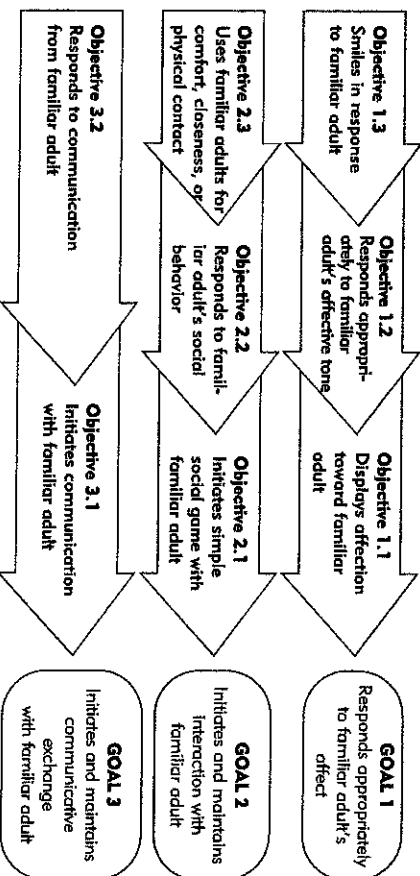 Objective 1.3
Smiles in response
to familiar adult
Objective 1.2
Responds appropri-
ately to familiar
adult's affective tone
Objective 1.1
Displays affection
toward familiar
adult
GOAL 1
Responds appropriately
to familiar adult's
affect
Objective 2.3
Uses familiar adults for
comfort, closeness, or
physical contact
Objective 2.2
Responds to famil-
iar adult's social
behavior
Objective 2.1
Initiates simple
social game with
familiar adult
GOAL 2
Initiates and maintains
interaction with
familiar adult
Objective 3.2
Responds to communication
from familiar adult
Objective 3.1
Initiates communication
with familiar adult
GOAL 3
Initiates and maintains
communicative
exchange
with familiar adult